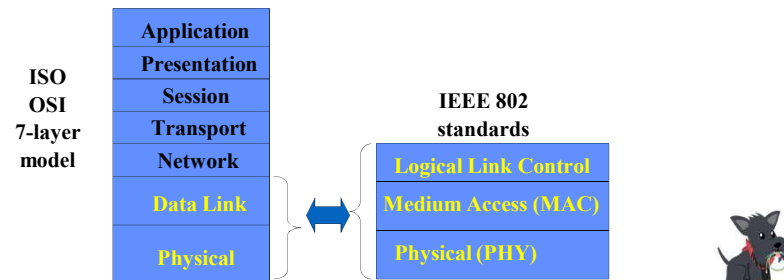 ISO
OSI
7-layer
model
Application
Presentation
Session
Transport
Network
Data Link
Physical
IEEE 802
standards
Logical Link Control
Medium Access (MAC)
Physical (PHY)